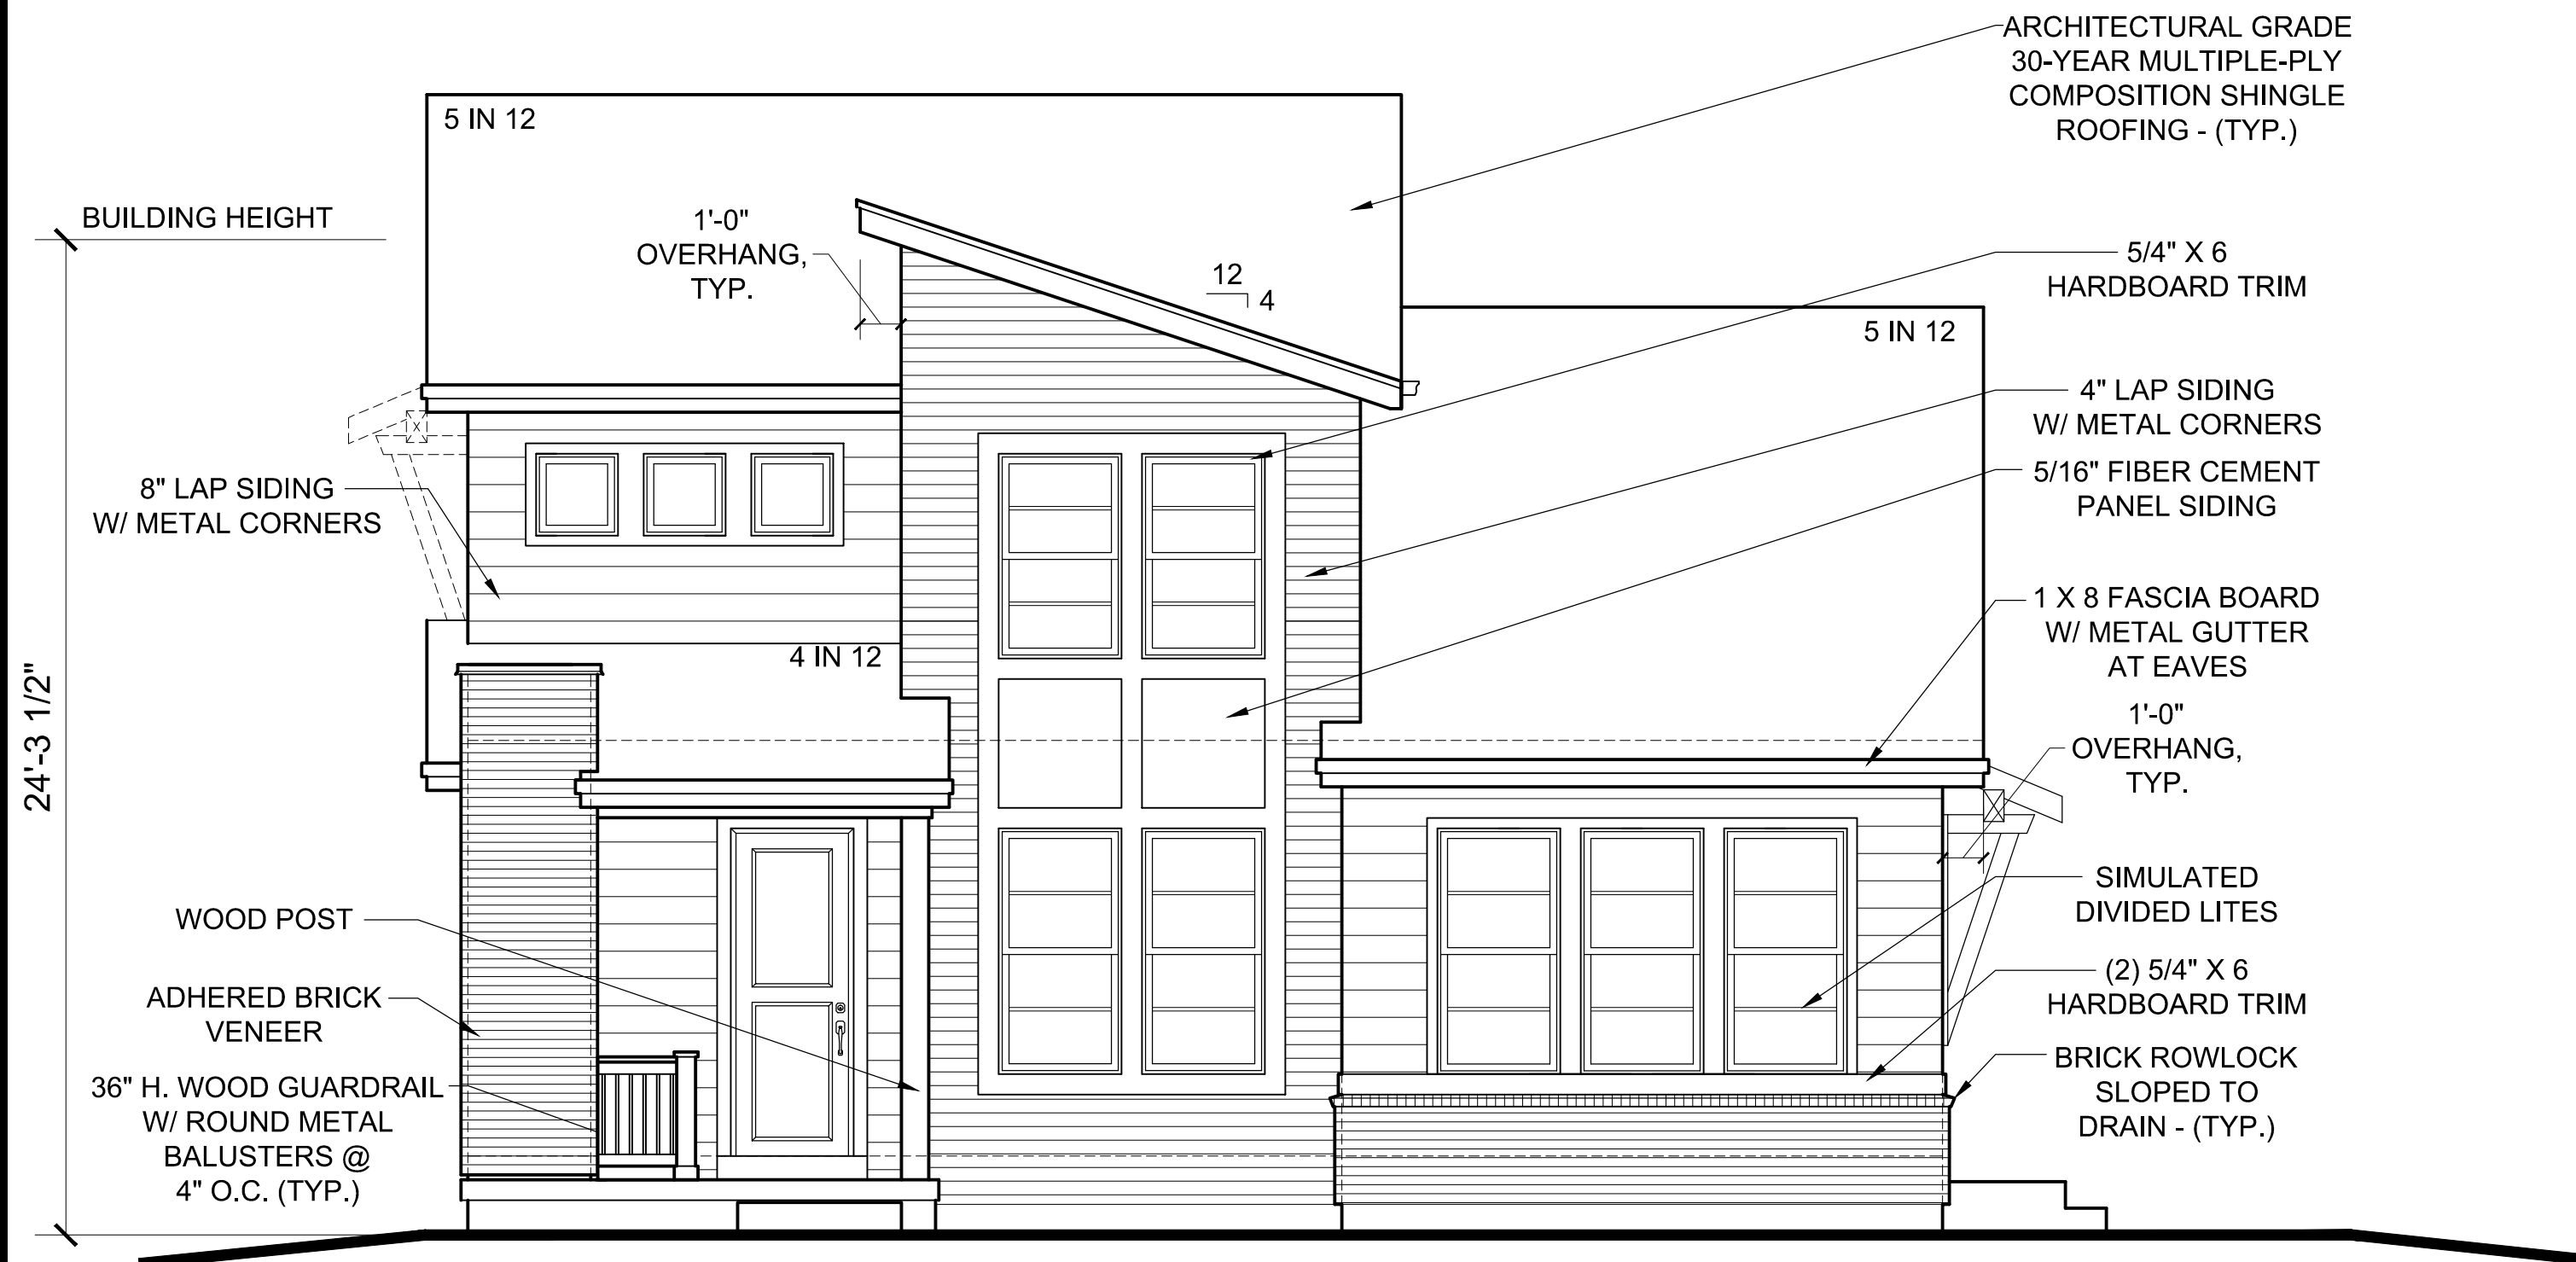 ARCHITECTURAL GRADE
30-YEAR MULTIPLE-PLY
COMPOSITION SHINGLE
ROOFING - (TYP.)
5 IN 12
BUILDING HEIGHT
1'-0"
OVERHANG,
TYP.
12
4
5/4" X 6
HARDBOARD TRIM
5 IN 12
4" LAP SIDING
W/ METAL CORNERS
5/16" FIBER CEMENT
PANEL SIDING
8" LAP SIDING
W/ METAL CORNERS
1 X 8 FASCIA BOARD
W/ METAL GUTTER
AT EAVES
4 IN 12
24'-3 1/2"
1'-0"
OVERHANG,
TYP.
SIMULATED
DIVIDED LITES
WOOD POST
(2) 5/4" X 6
HARDBOARD TRIM
ADHERED BRICK
VENEER
BRICK ROWLOCK
SLOPED TO
DRAIN - (TYP.)
36" H. WOOD GUARDRAIL
W/ ROUND METAL
BALUSTERS @
4" O.C. (TYP.)